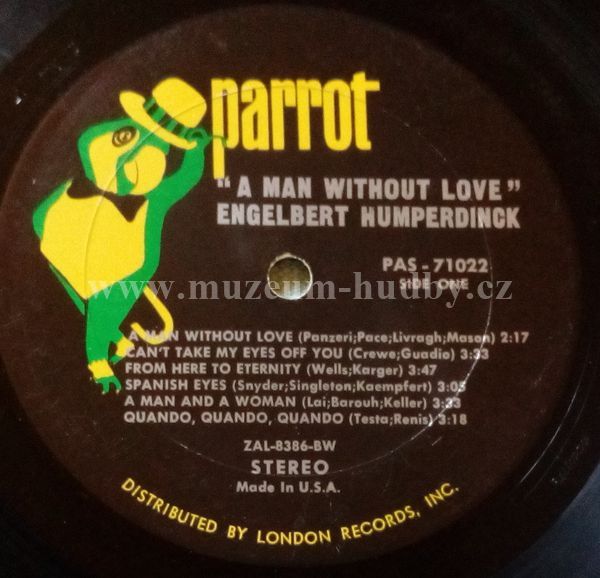 parrot
"A MAN WITHOUT LOVE"
ENGELBERT HUMPERDINCK
PAS-71022
SIDE ONE
www.muzeum-hudby.cz
A MAN WITHOUT LOVE (Panzeri;Pace;Livragh;Mason) 2:17
CAN'T TAKE MY EYES OFF YOU (Crewe;Guadio) 3:33
FROM HERE TO ETERNITY (Wells;Karger) 3:47
SPANISH EYES (Snyder;Singleton;Kaempfert) 3:05
A MAN AND A WOMAN (Lai;Barouh;Keller) 3:23
QUANDO, QUANDO, QUANDO (Testa;Renis) 3:18
ZAL-8386-BW
STEREO
Made In U.S.A.
DISTRIBUTED BY LONDON RECORDS, INC.